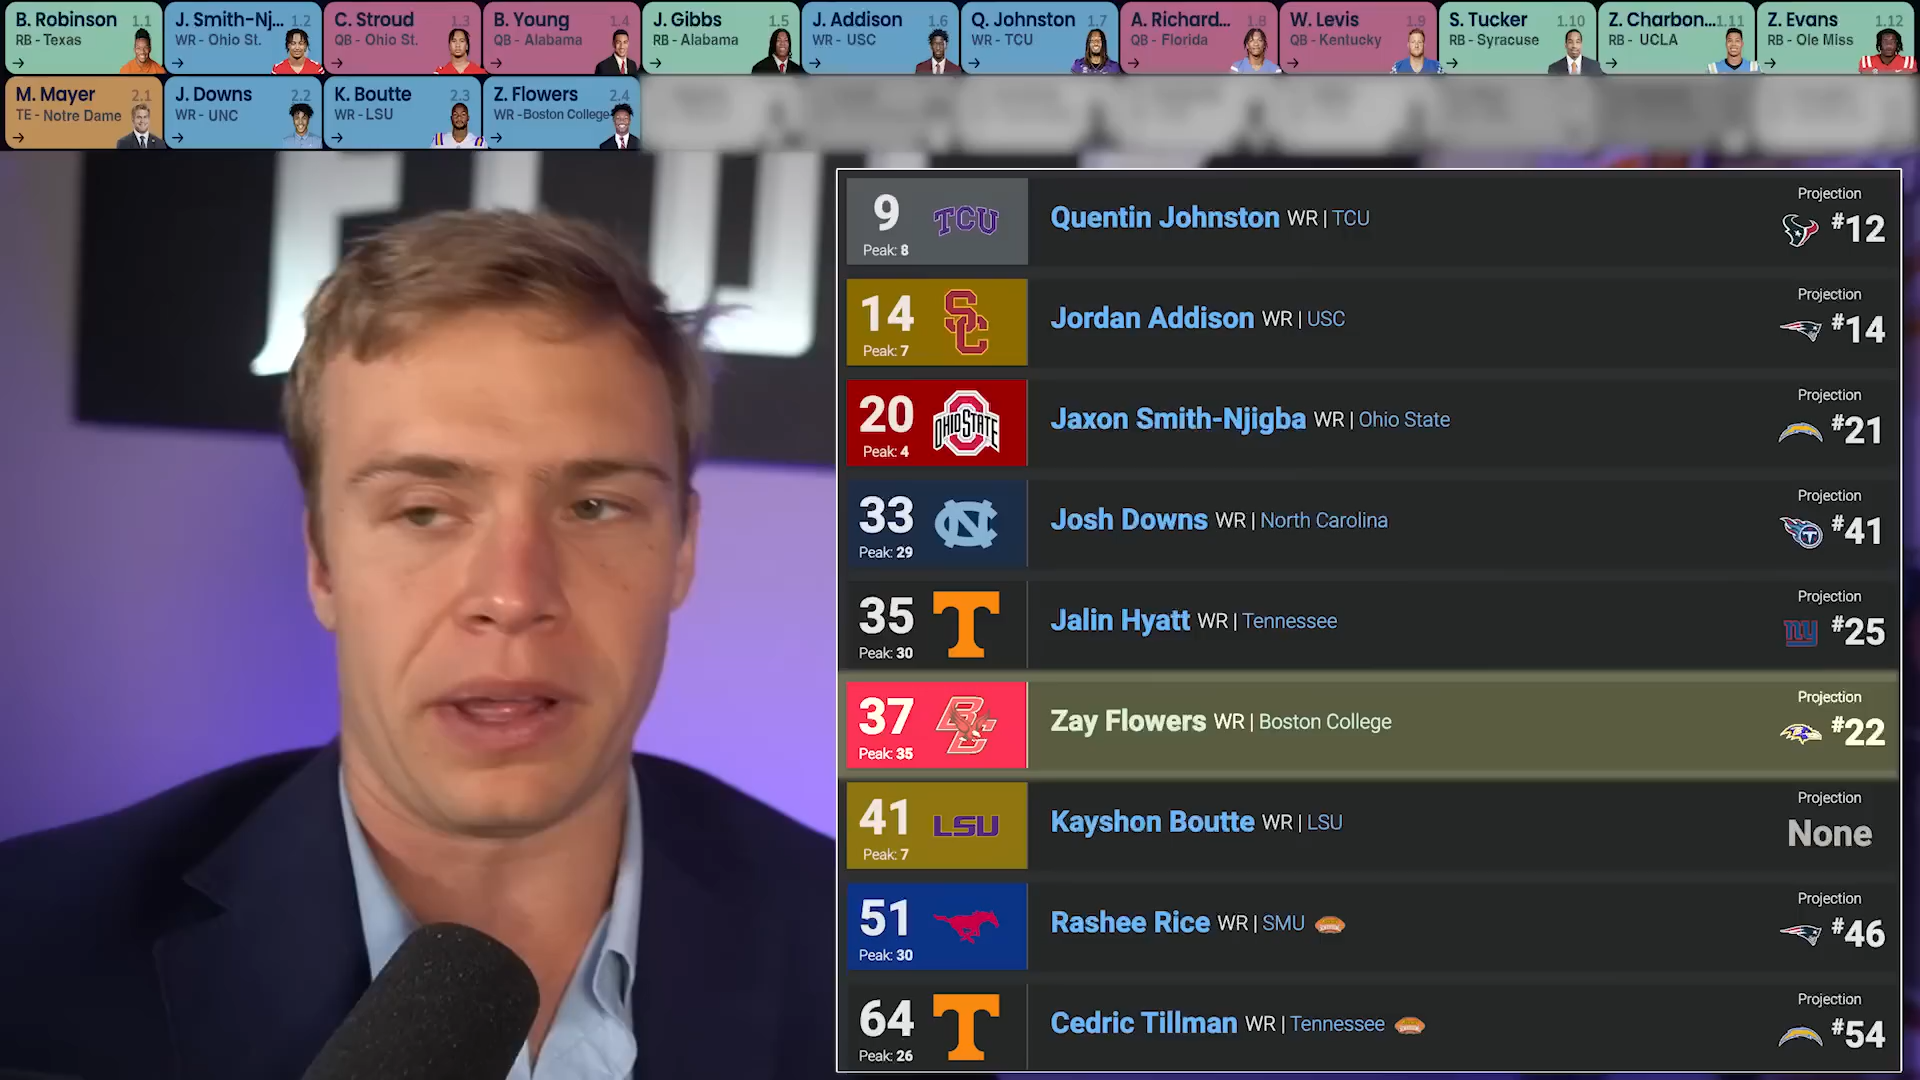 B. Robinson 1.1
RB - Texas
J. Smith-Nj... 1.2
WR - Ohio St.
C. Stroud 1.3
QB - Ohio St.
B. Young 1.4
QB - Alabama
J. Gibbs 1.5
RB - Alabama
J. Addison 1.6
WR - USC
Q. Johnston 1.7
WR - TCU
A. Richard... 1.8
QB - Florida
W. Levis 1.9
QB - Kentucky
S. Tucker 1.10
RB - Syracuse
Z. Charbon... 1.11
RB - UCLA
Z. Evans 1.12
RB - Ole Miss
M. Mayer 2.1
TE - Notre Dame
J. Downs 2.2
WR - UNC
K. Boutte 2.3
WR - LSU
Z. Flowers 2.4
WR - Boston College
9 TCU Quentin Johnston WR | TCU
Peak: 8
Projection
#12
14 SC Jordan Addison WR | USC
Peak: 7
Projection
#14
20 OHIO STATE Jaxon Smith-Njigba WR | Ohio State
Peak: 4
Projection
#21
33 NC Josh Downs WR | North Carolina
Peak: 29
Projection
#41
35 T Jalin Hyatt WR | Tennessee
Peak: 30
Projection
ny #25
37 BC Zay Flowers WR | Boston College
Peak: 35
Projection
#22
41 LSU Kayshon Boutte WR | LSU
Peak: 7
Projection
None
51 Rashee Rice WR | SMU
Peak: 30
Projection
#46
64 T Cedric Tillman WR | Tennessee
Peak: 26
Projection
#54